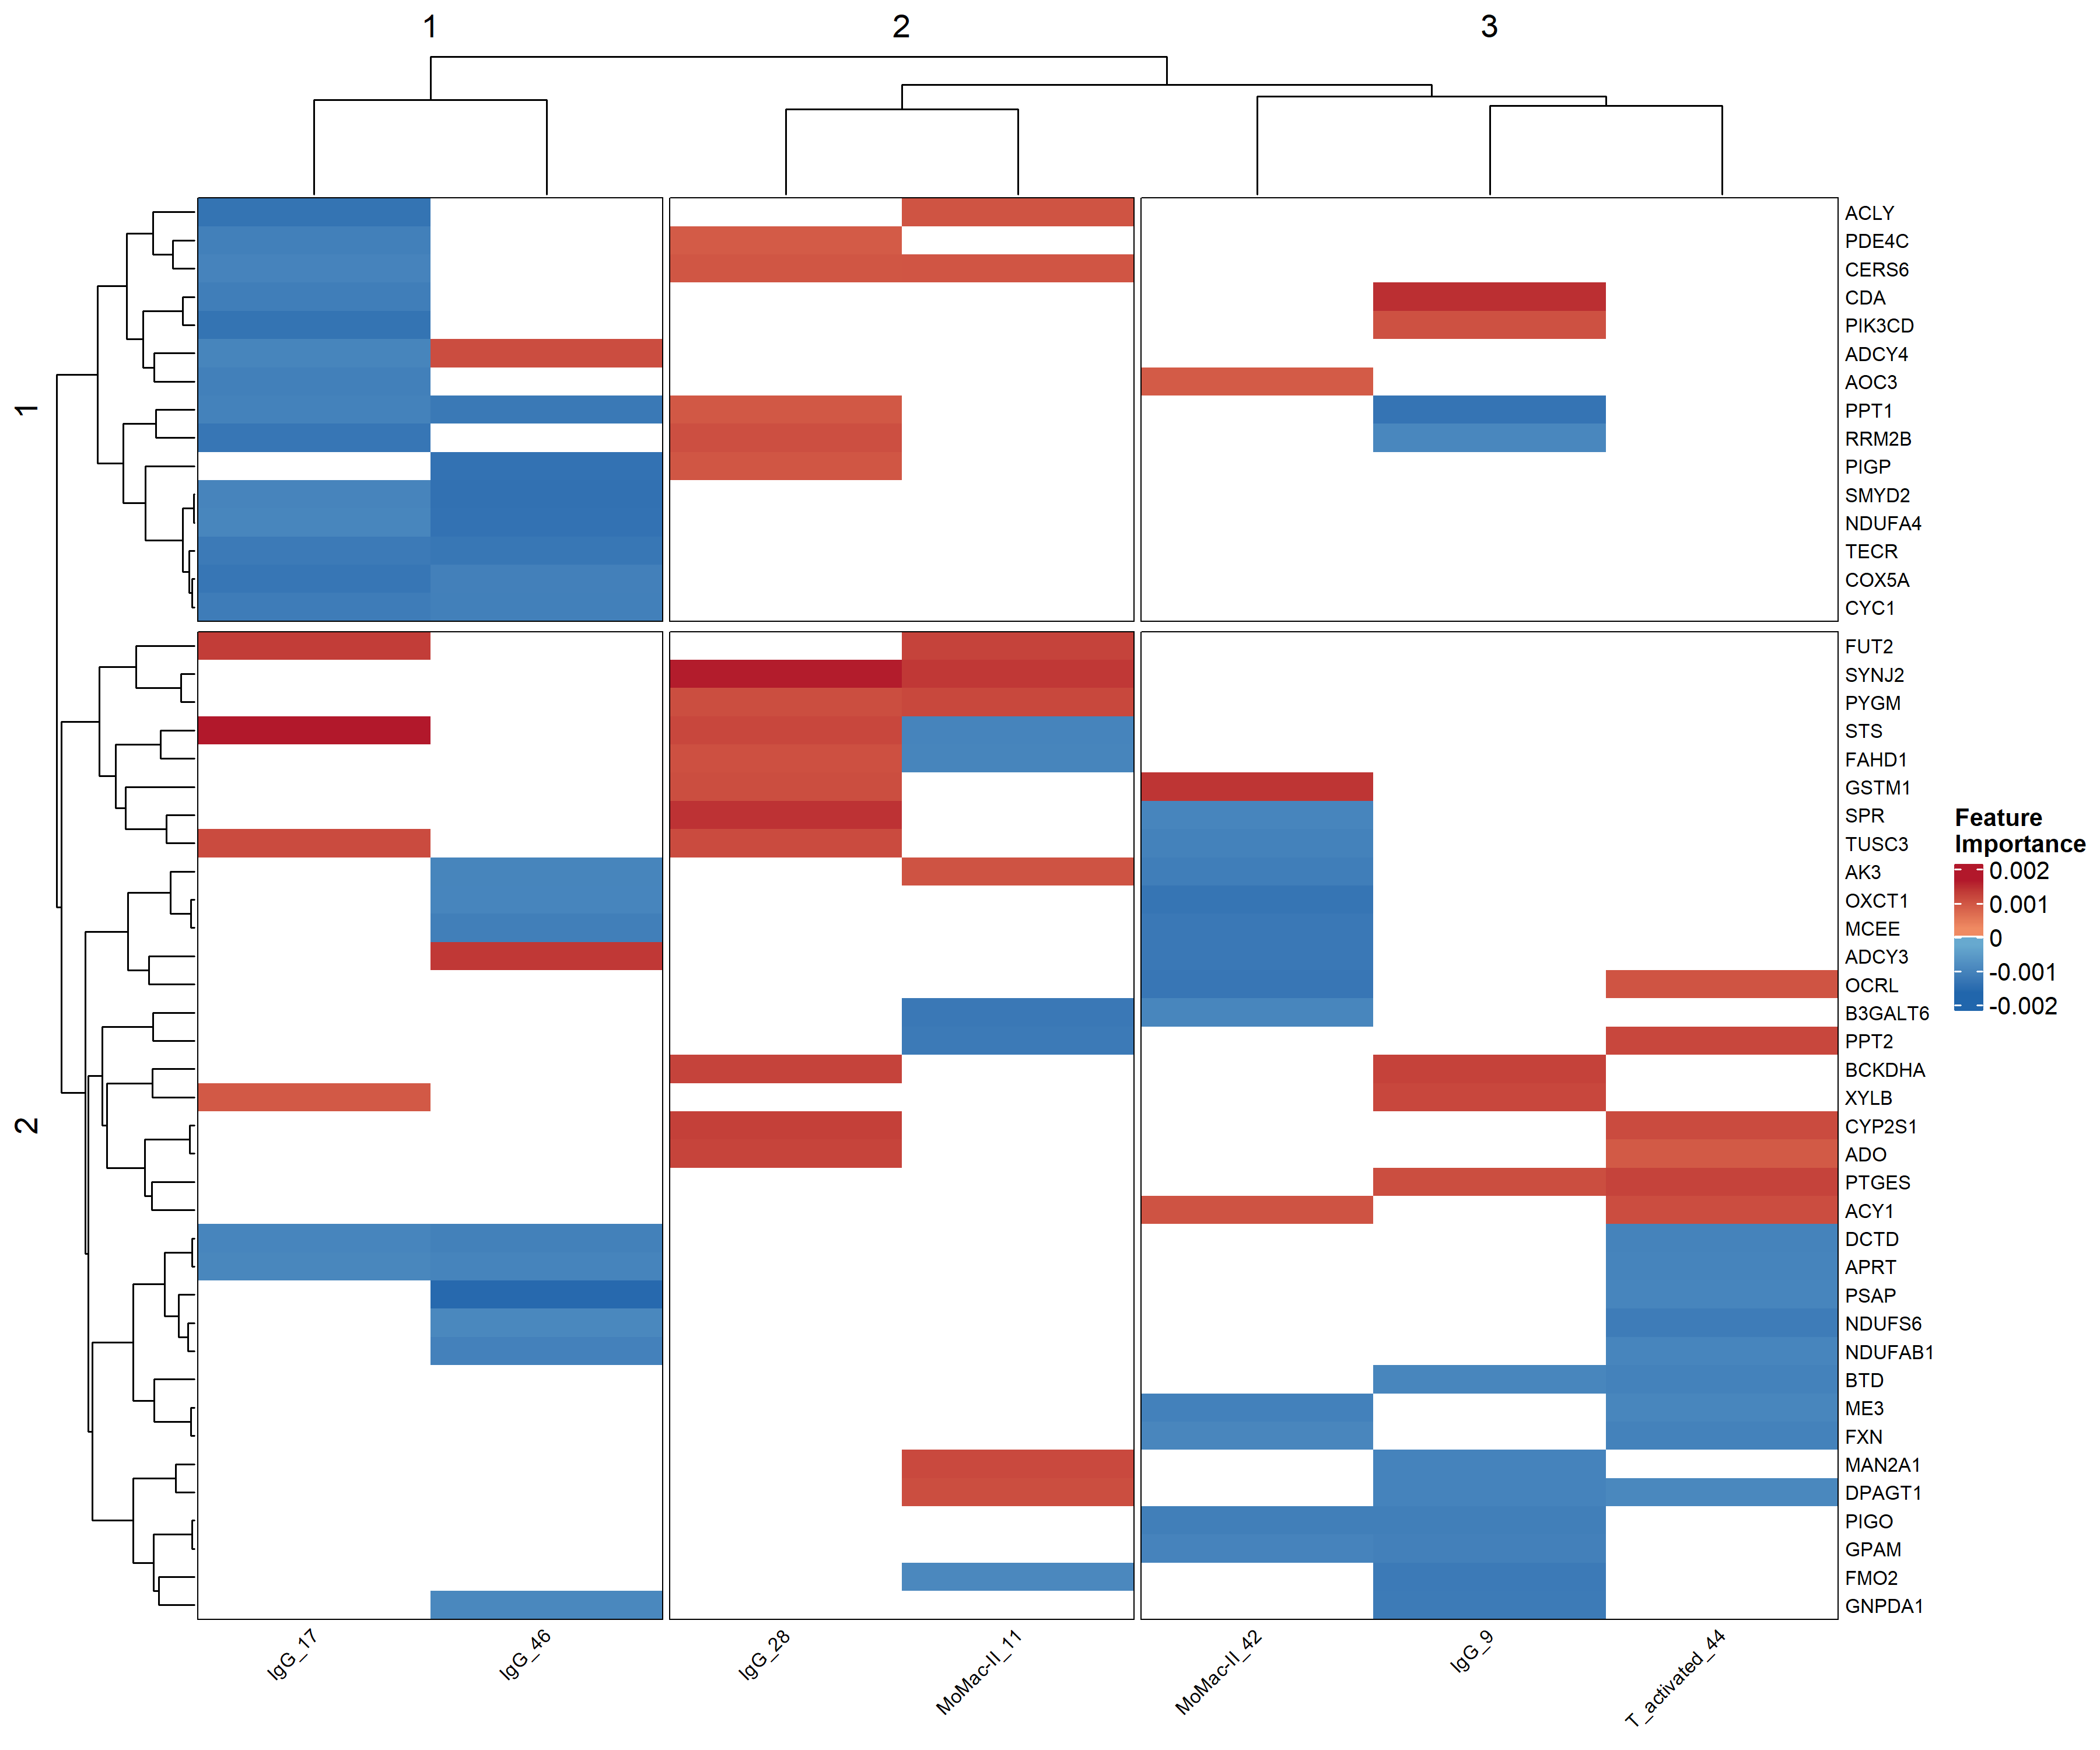 1
2
3
1
2
ACLY
PDE4C
CERS6
CDA
PIK3CD
ADCY4
AOC3
PPT1
RRM2B
PIGP
SMYD2
NDUFA4
TECR
COX5A
CYC1
FUT2
SYNJ2
PYGM
STS
FAHD1
GSTM1
SPR
TUSC3
AK3
OXCT1
MCEE
ADCY3
OCRL
B3GALT6
PPT2
BCKDHA
XYLB
CYP2S1
ADO
PTGES
ACY1
DCTD
APRT
PSAP
NDUFS6
NDUFAB1
BTD
ME3
FXN
MAN2A1
DPAGT1
PIGO
GPAM
FMO2
GNPDA1
Feature
Importance
0.002
0.001
0
-0.001
-0.002
IgG_17
IgG_46
IgG_28
MoMac-II_11
MoMac-II_42
IgG_9
T_activated_44